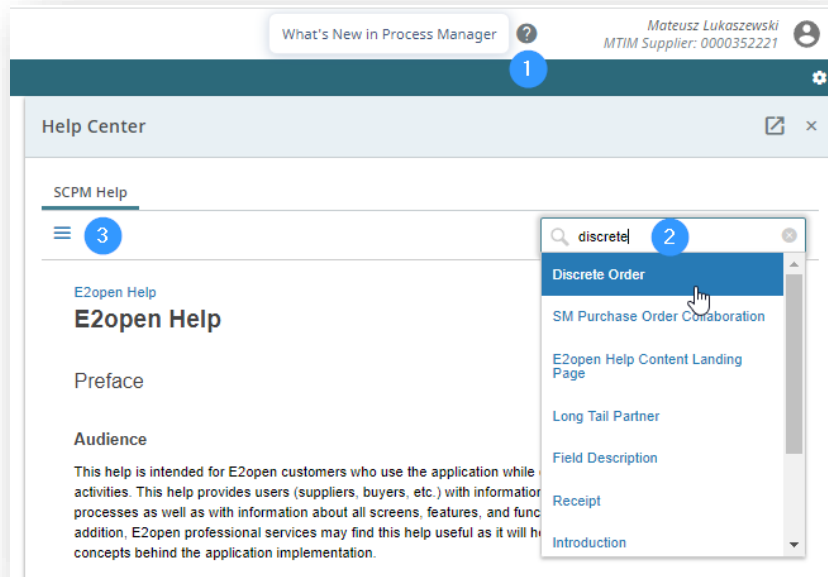 What's New in Process Manager
Mateusz Lukaszewski
MTIM Supplier: 0000352221
1
Help Center
SCPM Help
3
discrete
2
Discrete Order
SM Purchase Order Collaboration
E2open Help Content Landing
Page
Long Tail Partner
Field Description
Receipt
Introduction
E2open Help
E2open Help
Preface
Audience
This help is intended for E2open customers who use the application while
activities. This help provides users (suppliers, buyers, etc.) with information
processes as well as with information about all screens, features, and func
addition, E2open professional services may find this help useful as it will he
concepts behind the application implementation.